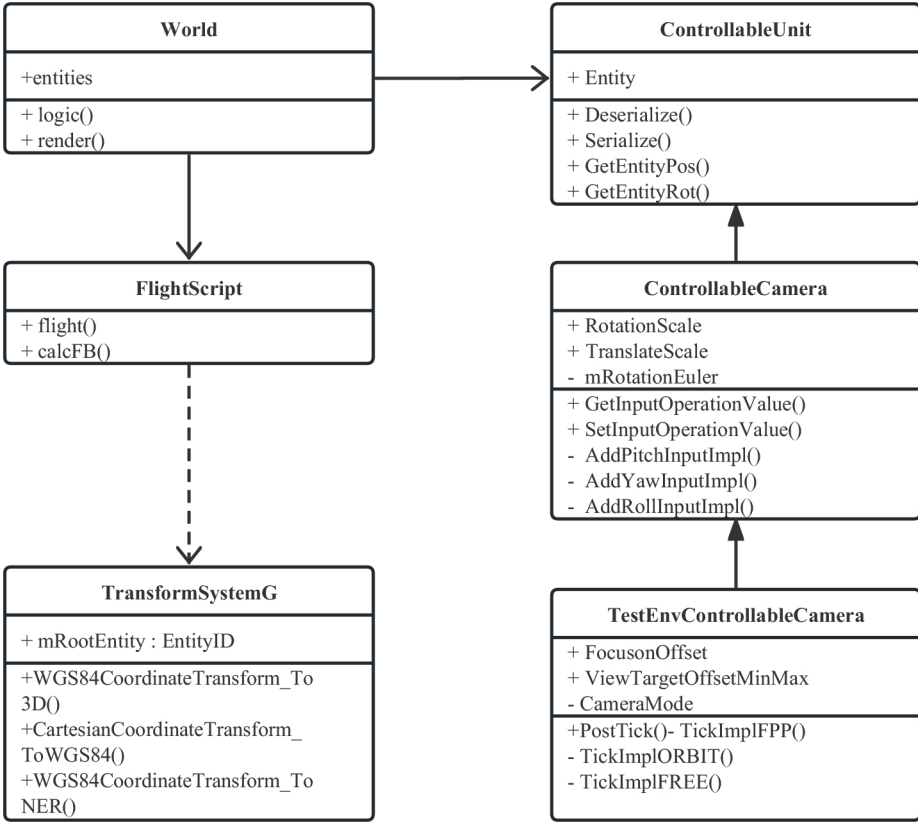 World
+entities
+ logic()
+ render()
FlightScript
+ flight()
+ calcFB()
TransformSystemG
+ mRootEntity : EntityID
+WGS84CoordinateTransform_To
3D()
+CartesianCoordinateTransform_
ToWGS84()
+WGS84CoordinateTransform_To
NER()
ControllableUnit
+ Entity
+ Deserialize()
+ Serialize()
+ GetEntityPos()
+ GetEntityRot()
ControllableCamera
+ RotationScale
+ TranslateScale
- mRotationEuler
+ GetInputOperationValue()
+ SetInputOperationValue()
- AddPitchInputImpl()
- AddYawInputImpl()
- AddRollInputImpl()
TestEnvControllableCamera
+ FocusonOffset
+ ViewTargetOffsetMinMax
- CameraMode
+PostTick()- TickImplFPP()
- TickImplORBIT()
- TickImplFREE()